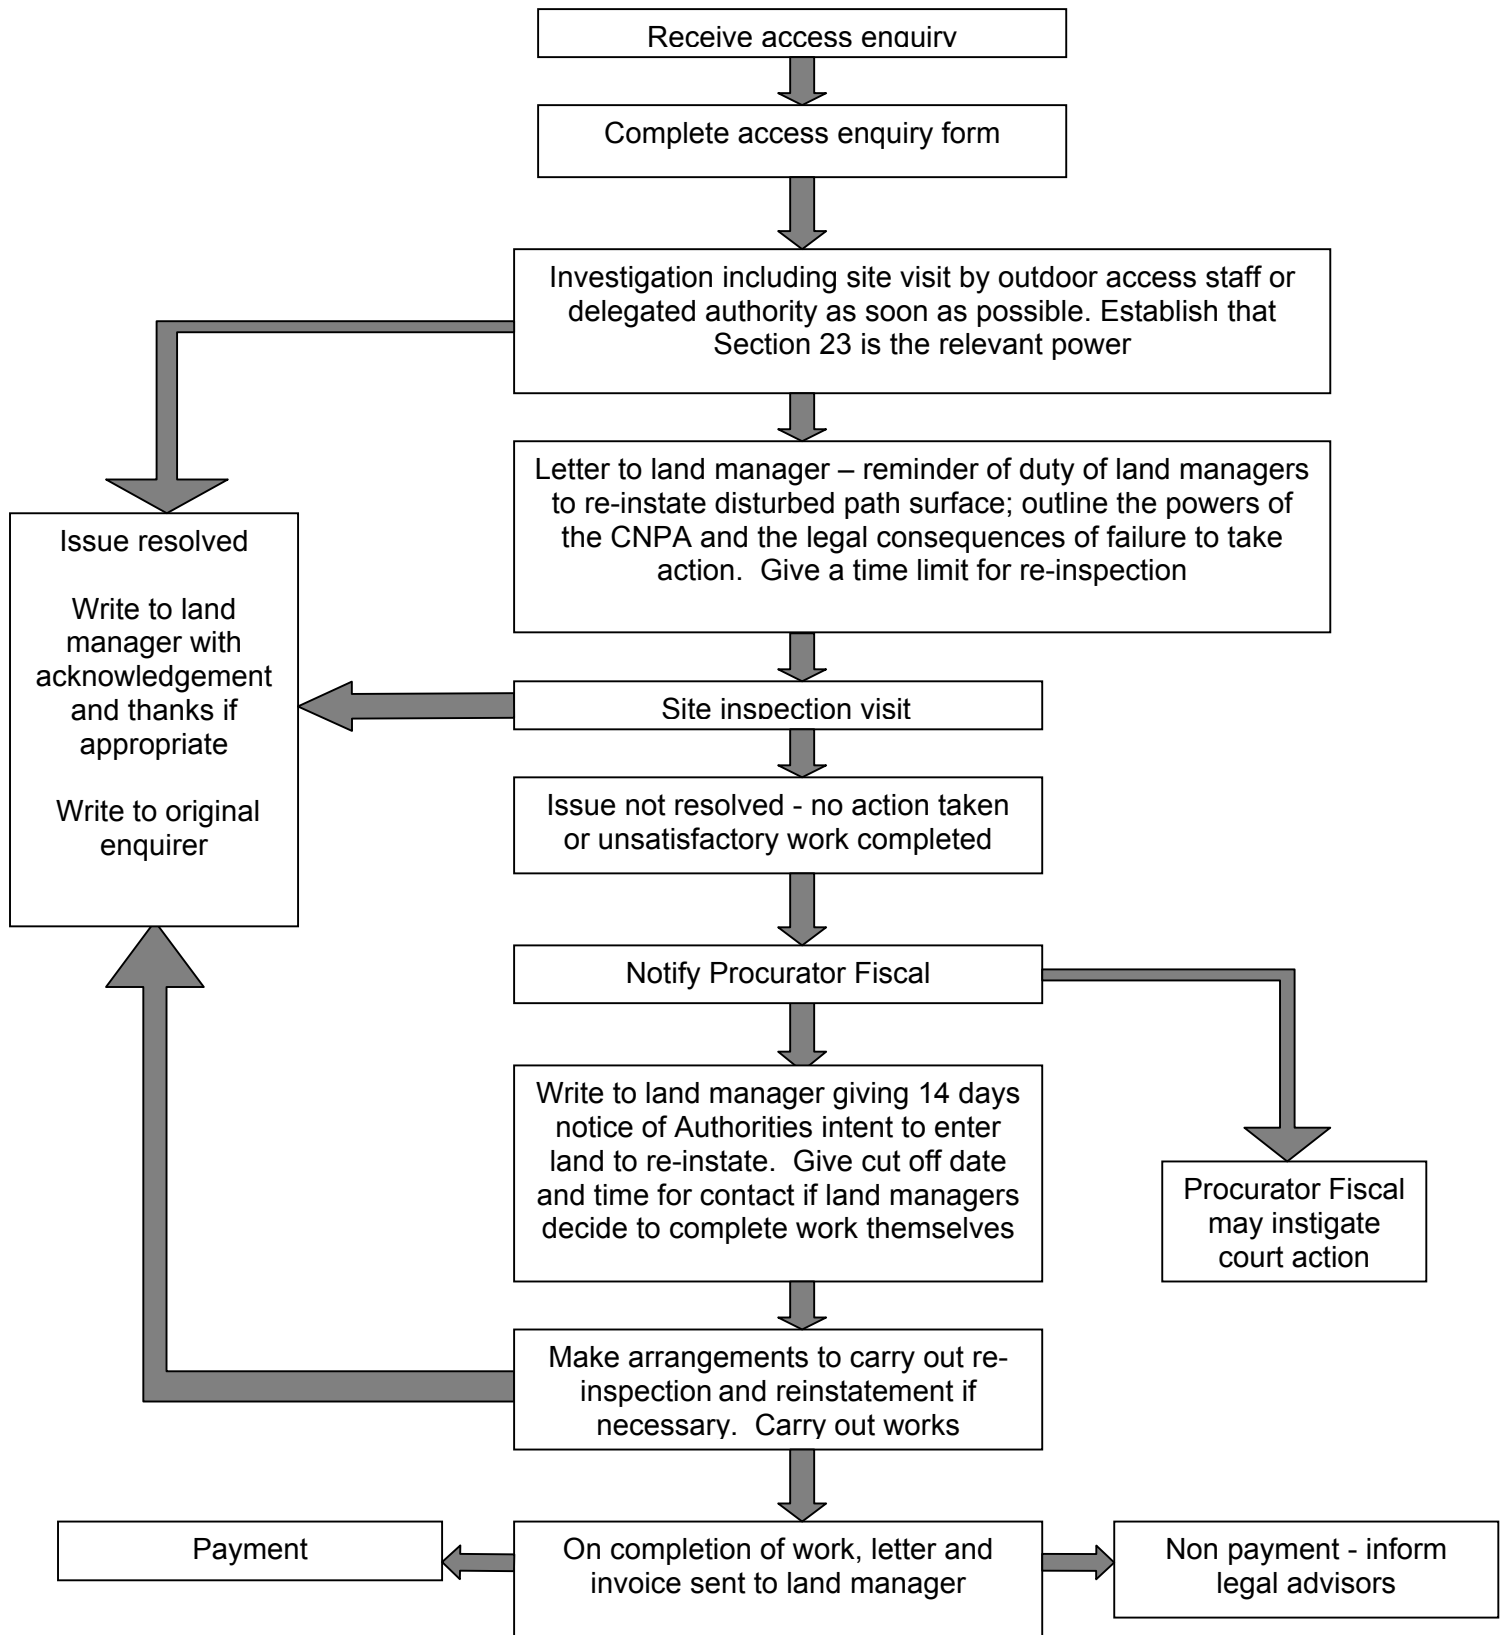 Receive access enquiry
Complete access enquiry form
Investigation including site visit by outdoor access staff or
delegated authority as soon as possible. Establish that
Section 23 is the relevant power
Letter to land manager – reminder of duty of land managers
to re-instate disturbed path surface; outline the powers of
the CNPA and the legal consequences of failure to take
action.  Give a time limit for re-inspection
Issue resolved
Write to land
manager with
acknowledgement
and thanks if
appropriate
Write to original
enquirer
Site inspection visit
Issue not resolved - no action taken
or unsatisfactory work completed
Notify Procurator Fiscal
Write to land manager giving 14 days
notice of Authorities intent to enter
land to re-instate.  Give cut off date
and time for contact if land managers
decide to complete work themselves
Procurator Fiscal
may instigate
court action
Make arrangements to carry out re-
inspection and reinstatement if
necessary.  Carry out works
Payment
On completion of work, letter and
invoice sent to land manager
Non payment - inform
legal advisors